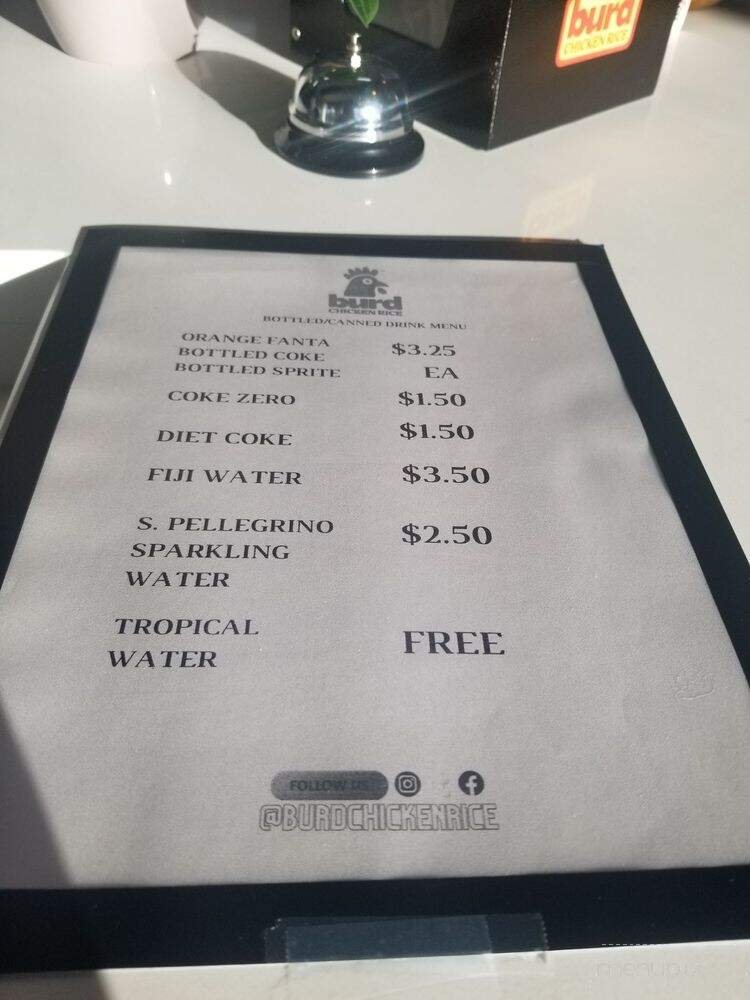 burd
CHICKEN RICE
burd
CHICKEN RICE
BOTTLED/CANNED DRINK MENU
ORANGE FANTA
BOTTLED COKE $3.25
BOTTLED SPRITE EA
COKE ZERO $1.50
DIET COKE $1.50
FIJI WATER $3.50
S. PELLEGRINO
SPARKLING $2.50
WATER
TROPICAL
WATER FREE
FOLLOW US
@BURDCHICKENRICE